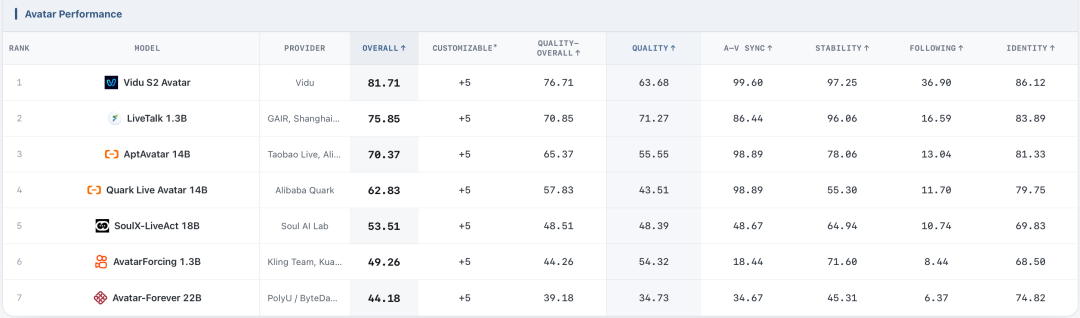 Avatar Performance
RANK MODEL PROVIDER OVERALL↑ CUSTOMIZABLE* QUALITY–OVERALL↑ QUALITY↑ A–V SYNC↑ STABILITY↑ FOLLOWING↑ IDENTITY↑
1 Vidu S2 Avatar Vidu 81.71 +5 76.71 63.68 99.60 97.25 36.90 86.12
2 LiveTalk 1.3B GAIR, Shanghai... 75.85 +5 70.85 71.27 86.44 96.06 16.59 83.89
3 AptAvatar 14B Taobao Live, Ali... 70.37 +5 65.37 55.55 98.89 78.06 13.04 81.33
4 Quark Live Avatar 14B Alibaba Quark 62.83 +5 57.83 43.51 98.89 55.30 11.70 79.75
5 SoulX-LiveAct 18B Soul AI Lab 53.51 +5 48.51 48.39 48.67 64.94 10.74 69.83
6 AvatarForcing 1.3B Kling Team, Kua... 49.26 +5 44.26 54.32 18.44 71.60 8.44 68.50
7 Avatar-Forever 22B PolyU / ByteDa... 44.18 +5 39.18 34.73 34.67 45.31 6.37 74.82